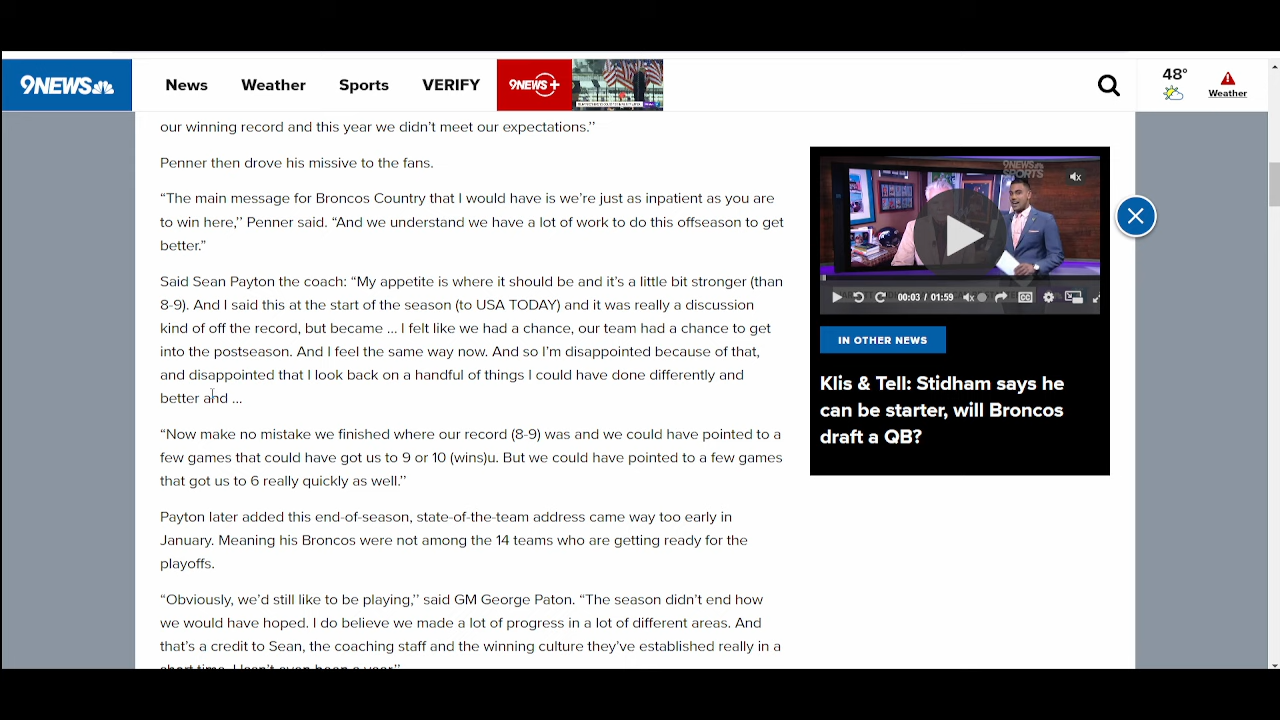 9NEWS
News
Weather
Sports
VERIFY
9NEWS+
48°
Weather
our winning record and this year we didn't meet our expectations.''
Penner then drove his missive to the fans.
“The main message for Broncos Country that I would have is we're just as inpatient as you are
to win here,'' Penner said. “And we understand we have a lot of work to do this offseason to get
better.”
Said Sean Payton the coach: “My appetite is where it should be and it's a little bit stronger (than
8-9). And I said this at the start of the season (to USA TODAY) and it was really a discussion
kind of off the record, but became ... I felt like we had a chance, our team had a chance to get
into the postseason. And I feel the same way now. And so I'm disappointed because of that,
and disappointed that I look back on a handful of things I could have done differently and
better and ...
“Now make no mistake we finished where our record (8-9) was and we could have pointed to a
few games that could have got us to 9 or 10 (wins)u. But we could have pointed to a few games
that got us to 6 really quickly as well.''
Payton later added this end-of-season, state-of-the-team address came way too early in
January. Meaning his Broncos were not among the 14 teams who are getting ready for the
playoffs.
“Obviously, we'd still like to be playing,'' said GM George Paton. “The season didn't end how
we would have hoped. I do believe we made a lot of progress in a lot of different areas. And
that's a credit to Sean, the coaching staff and the winning culture they've established really in a
short time. Hasn't even been a year.''
9NEWS
SPORTS
00:03 / 01:59
CC
IN OTHER NEWS
Klis & Tell: Stidham says he
can be starter, will Broncos
draft a QB?